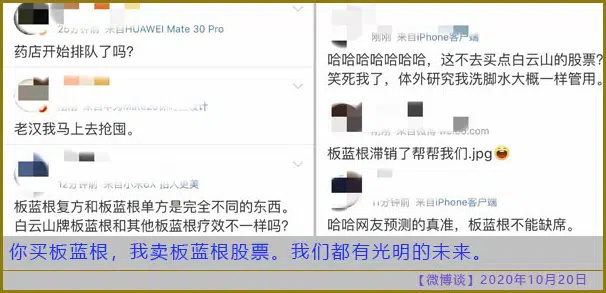 25分钟前 来自HUAWEI Mate 30 Pro
药店开始排队了吗?
老汉我马上去抢囤。
12分钟前 来自小米6X 拍人更美
板蓝根复方和板蓝根单方是完全不同的东西。
白云山牌板蓝根和其他板蓝根疗效不一样吗?
刚刚 来自iPhone客户端
哈哈哈哈哈哈哈,这不去买点白云山的股票?
笑死我了,体外研究我洗脚水大概一样管用。
刚刚 来自微博 weibo.com
板蓝根滞销了帮帮我们.jpg
11分钟前 来自iPhone客户端
哈哈网友预测的真准,板蓝根不能缺席。
你买板蓝根,我卖板蓝根股票。我们都有光明的未来。
【微博谈】2020年10月20日